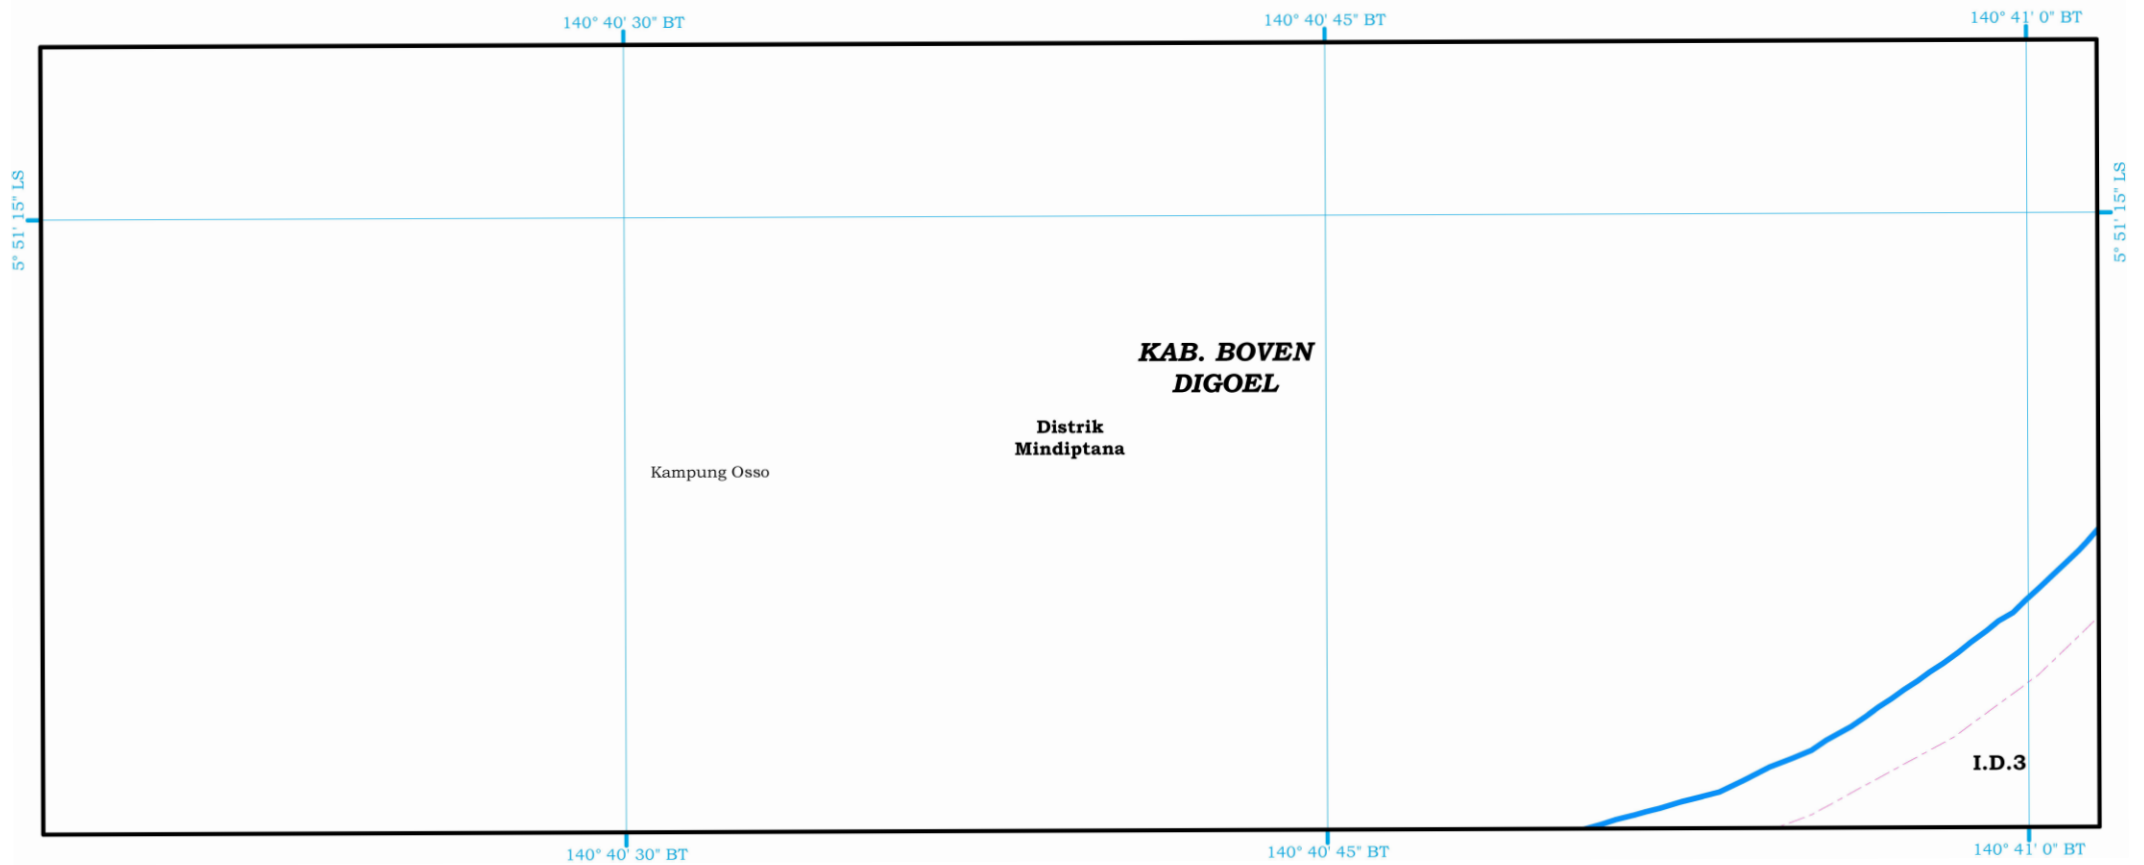 140° 40' 30" BT
140° 40' 45" BT
140° 41' 0" BT
5° 51' 15" LS
5° 51' 15" LS
KAB. BOVEN
DIGOEL
Distrik
Mindiptana
Kampung Osso
I.D.3
140° 40' 30" BT
140° 40' 45" BT
140° 41' 0" BT